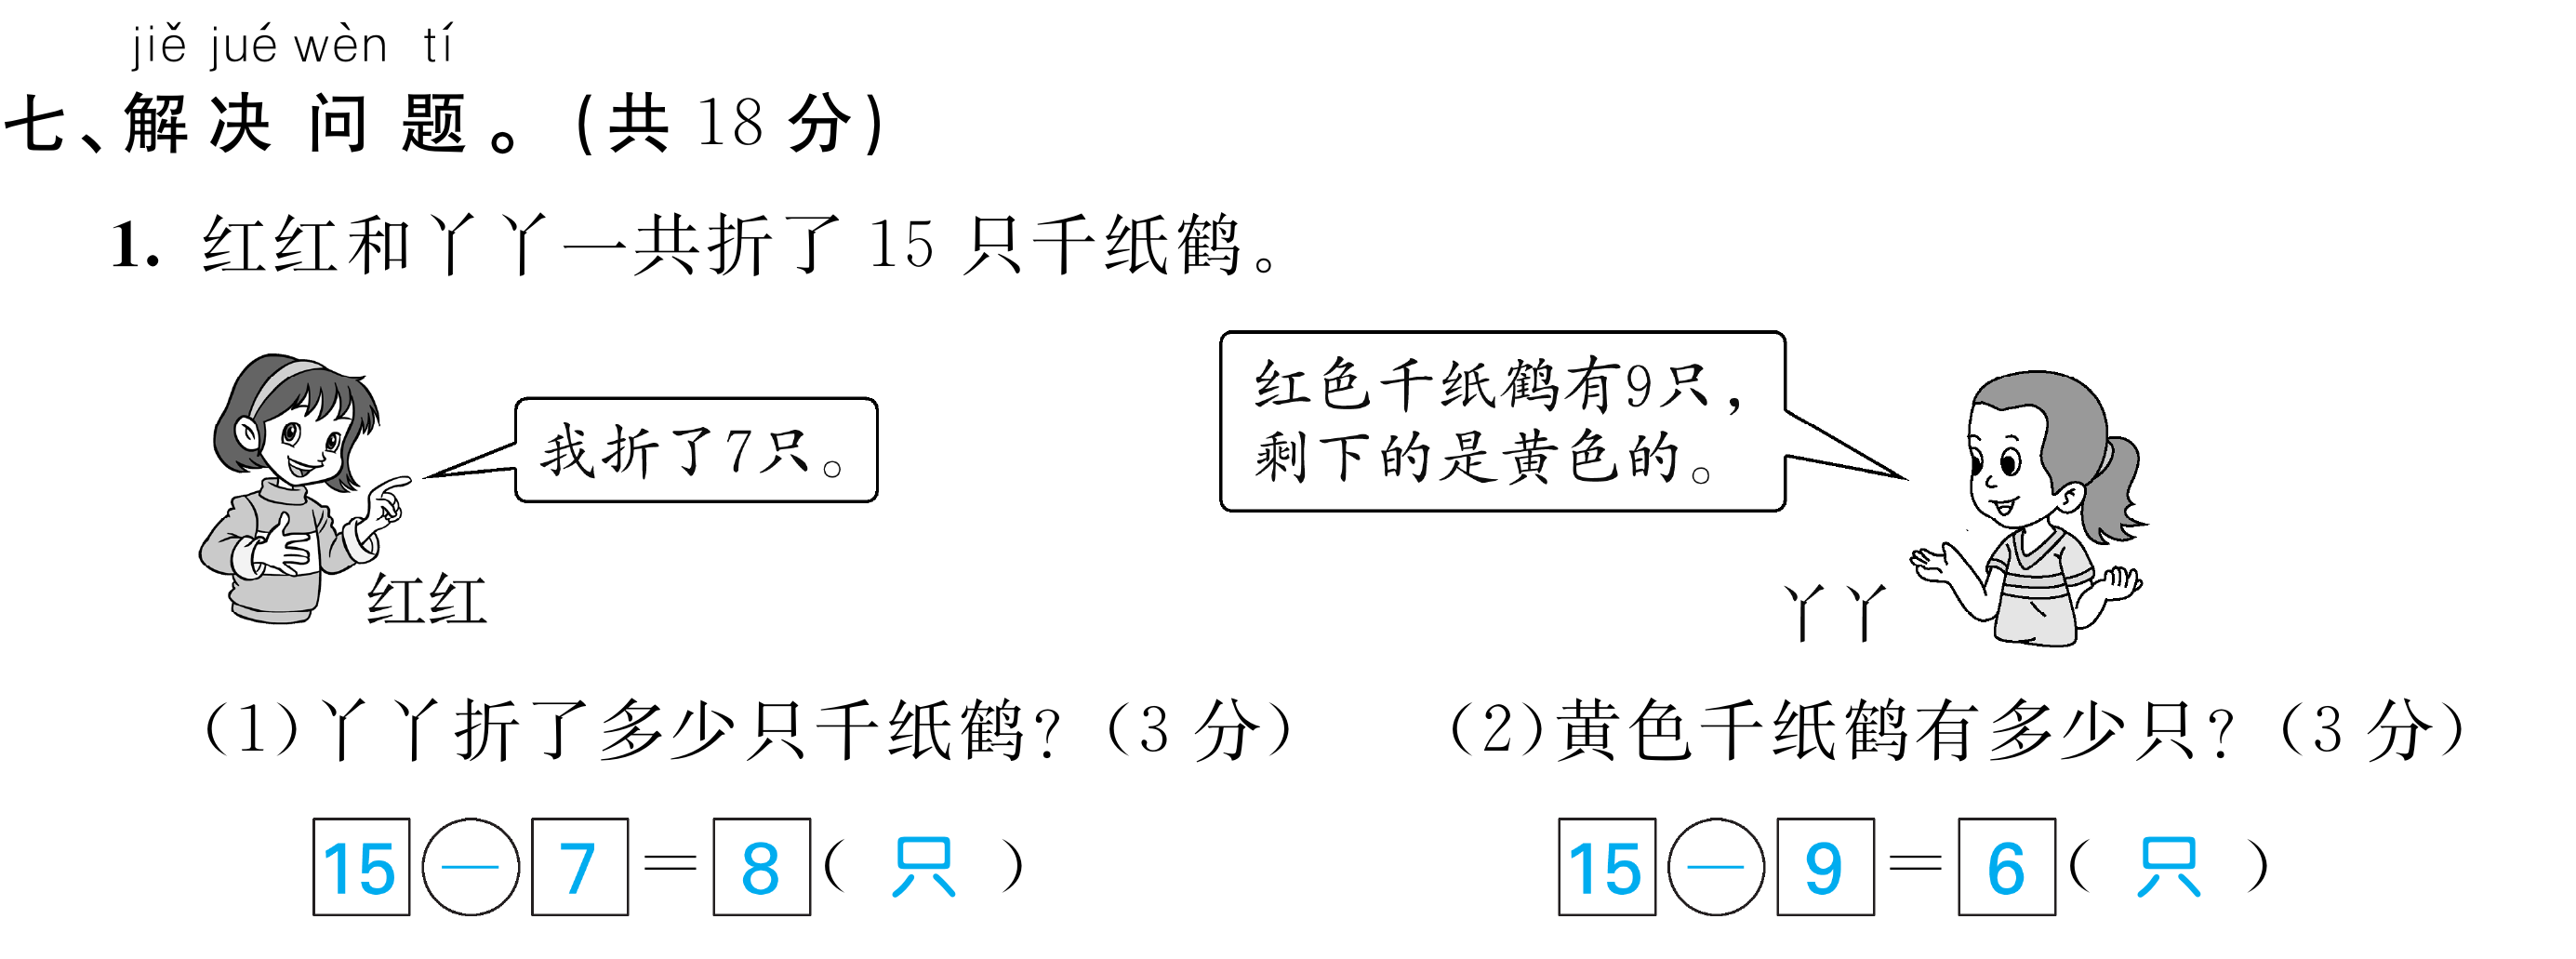 jiě jué wèn tí
七、解决问题。(共 18 分)
1. 红红和丫丫一共折了 15 只千纸鹤。
我折了7只。
红色千纸鹤有9只，
剩下的是黄色的。
红红
丫丫
(1)丫丫折了多少只千纸鹤?(3 分) (2)黄色千纸鹤有多少只?(3 分)
15 － 7 = 8 ( 只 ) 15 － 9 = 6 ( 只 )